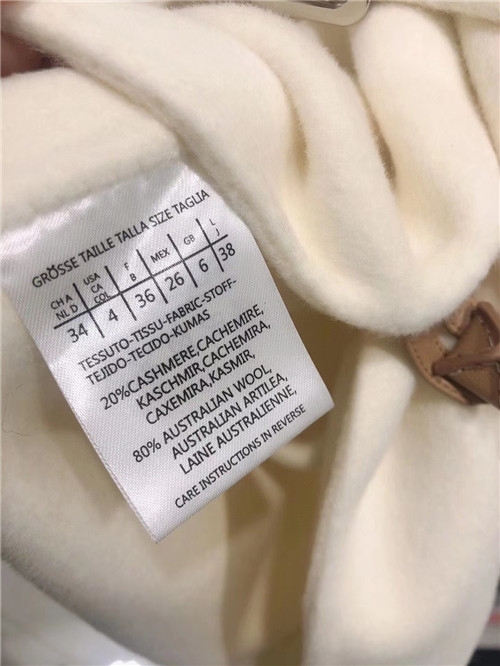 GRÖSSE TAILLE TALLA SIZE TAGLIA
CH A NL D USA CA COL F B MEX GB L J
34 4 36 26 6 38
TESSUTO-TISSU-FABRIC-STOFF-
TEJIDO-TECIDO-KUMAS
20%CASHMERE,CACHEMIRE,
KASCHMIR,CACHEMIRA,
CAXEMIRA,KASMIR,
80% AUSTRALIAN WOOL,
AUSTRALIAN ARTILEA,
LAINE AUSTRALIENNE.
CARE INSTRUCTIONS IN REVERSE